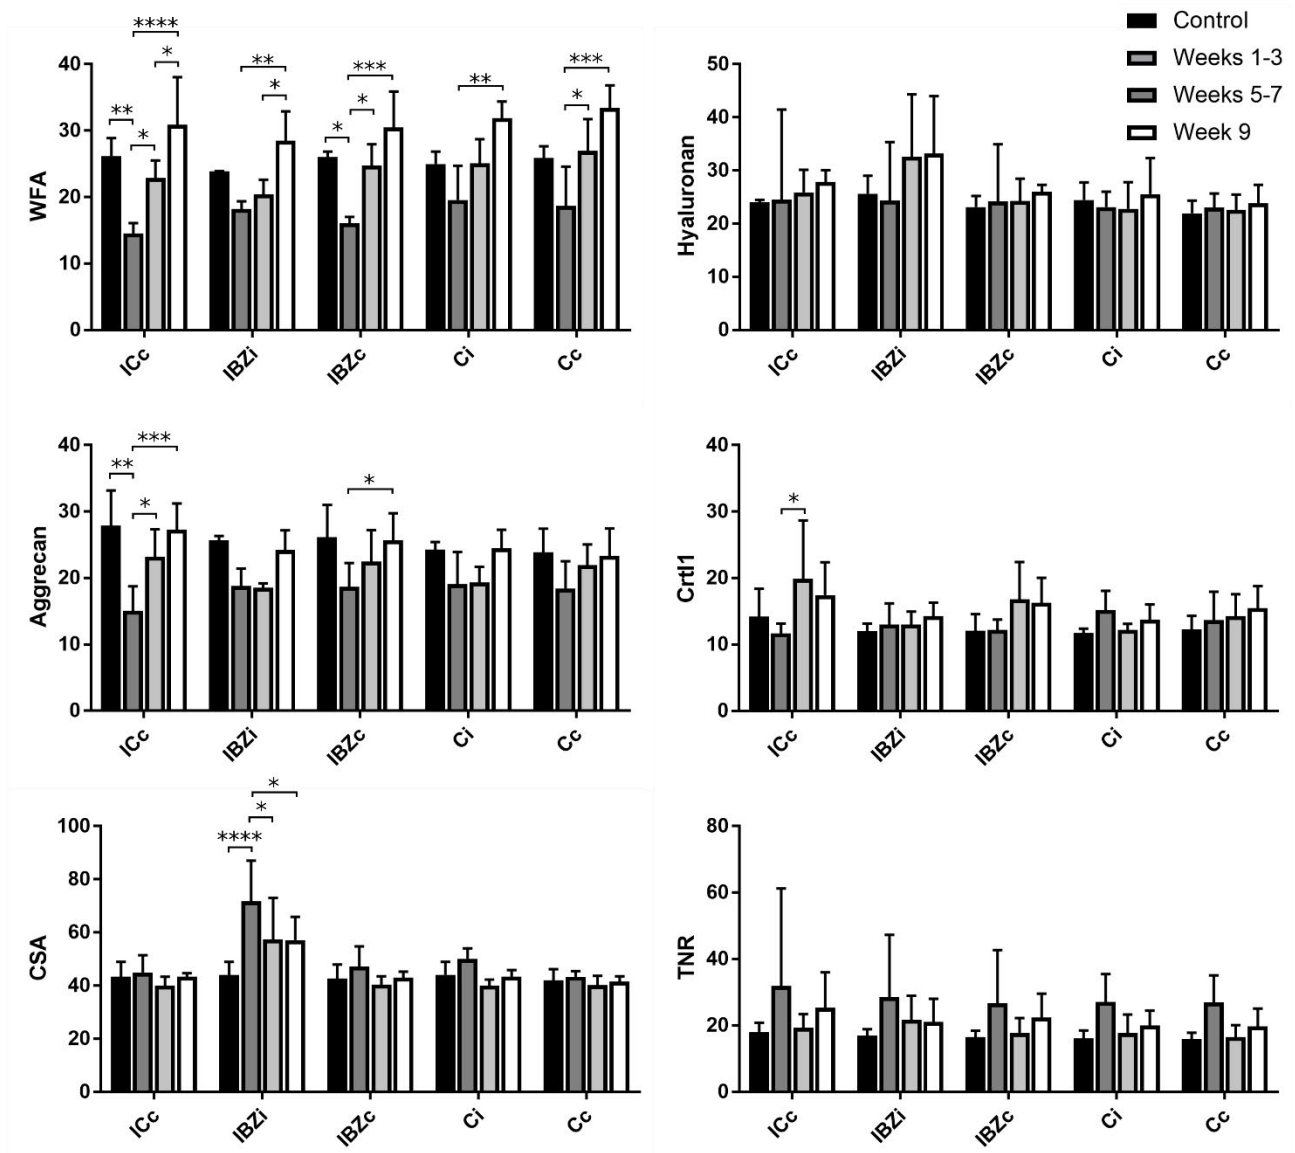 Control
Weeks 1-3
Weeks 5-7
Week 9
WFA
40
30
20
10
0
****
*
**
*
**
*
***
*
*
**
***
*
ICc
IBZi
IBZc
Ci
Cc
Hyaluronan
50
40
30
20
10
0
ICc
IBZi
IBZc
Ci
Cc
Aggrecan
40
30
20
10
0
***
**
*
*
ICc
IBZi
IBZc
Ci
Cc
Crtl1
40
30
20
10
0
*
ICc
IBZi
IBZc
Ci
Cc
CSA
100
80
60
40
20
0
*
*
****
ICc
IBZi
IBZc
Ci
Cc
TNR
80
60
40
20
0
ICc
IBZi
IBZc
Ci
Cc